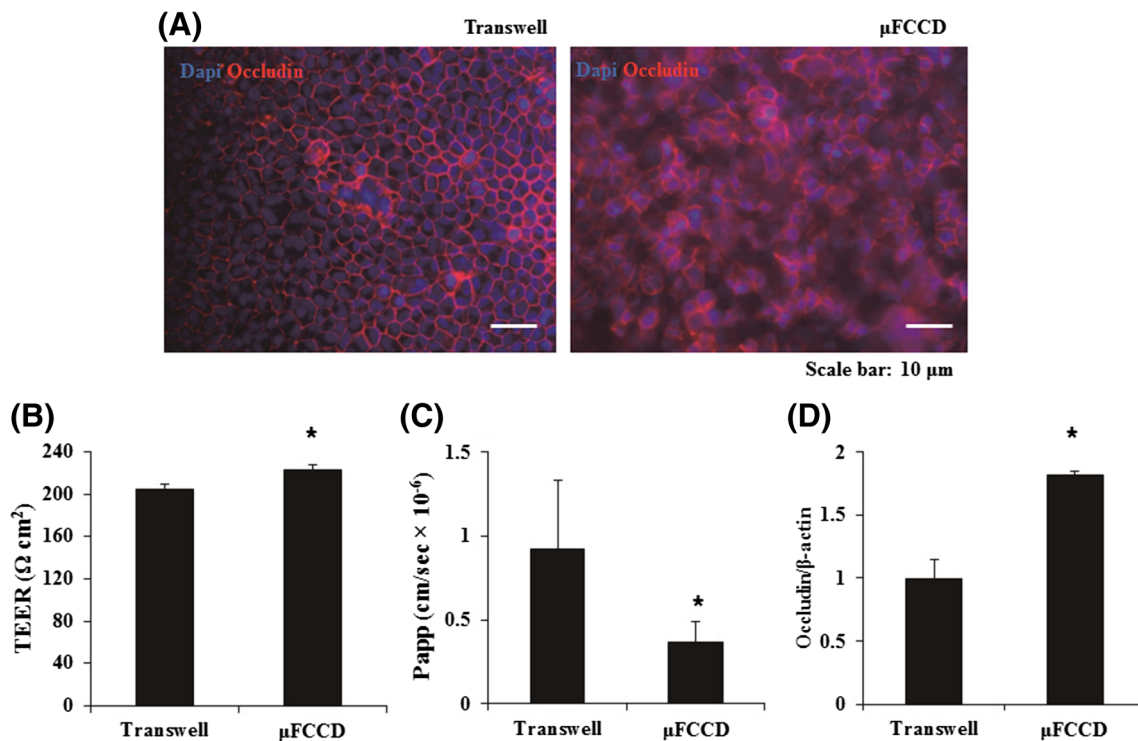 (A)
Transwell
μFCCD
Dapi Occludin
Dapi Occludin
Scale bar: 10 μm
(B)
TEER (Ω cm²)
240
200
160
120
80
40
0
*
Transwell
μFCCD
(C)
Papp (cm/sec × 10⁻⁶)
1.5
1
0.5
0
*
Transwell
μFCCD
(D)
Occludin/β-actin
2
1.5
1
0.5
0
*
Transwell
μFCCD